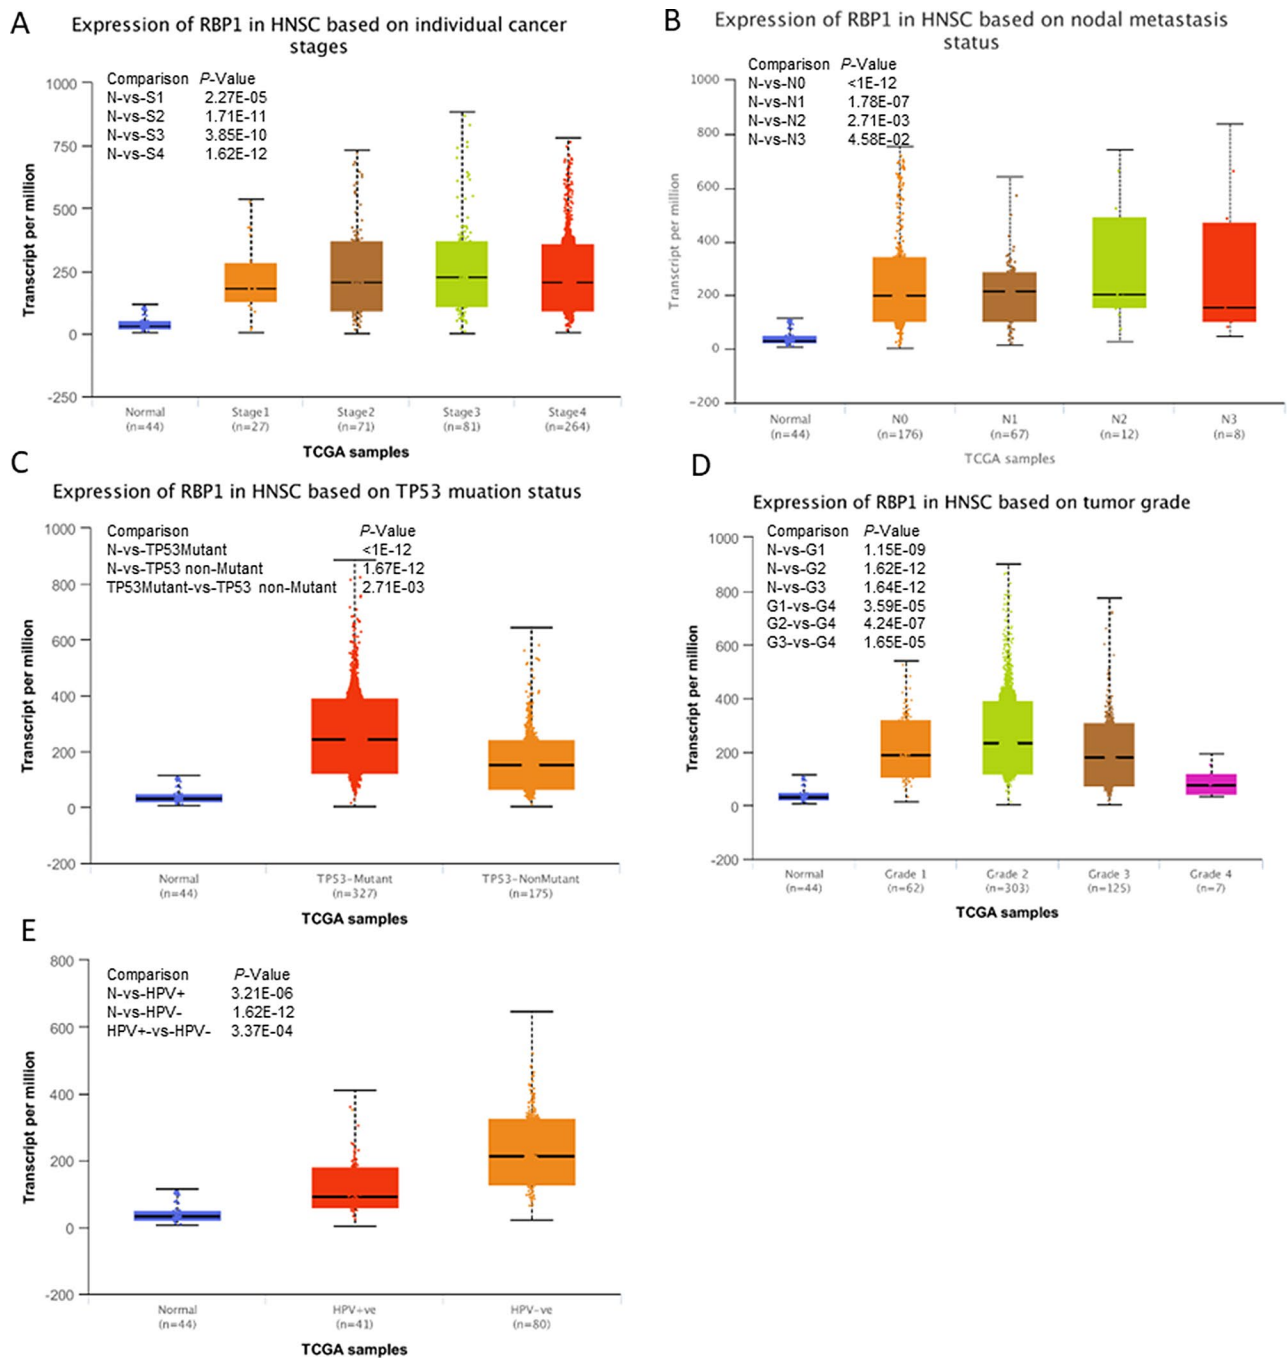 A
Expression of RBP1 in HNSC based on individual cancer
stages
Comparison P-Value
N-vs-S1 2.27E-05
N-vs-S2 1.71E-11
N-vs-S3 3.85E-10
N-vs-S4 1.62E-12
Transcript per million
1000
750
500
250
0
-250
Normal Stage1 Stage2 Stage3 Stage4
(n=44) (n=27) (n=71) (n=81) (n=264)
TCGA samples
B
Expression of RBP1 in HNSC based on nodal metastasis
status
Comparison P-Value
N-vs-N0 <1E-12
N-vs-N1 1.78E-07
N-vs-N2 2.71E-03
N-vs-N3 4.58E-02
Transcript per million
1000
800
600
400
200
0
-200
Normal N0 N1 N2 N3
(n=44) (n=176) (n=67) (n=12) (n=8)
TCGA samples
C
Expression of RBP1 in HNSC based on TP53 muation status
Comparison P-Value
N-vs-TP53Mutant <1E-12
N-vs-TP53 non-Mutant 1.67E-12
TP53Mutant-vs-TP53 non-Mutant 2.71E-03
Transcript per million
1000
800
600
400
200
0
-200
Normal TP53-Mutant TP53-NonMutant
(n=44) (n=327) (n=175)
TCGA samples
D
Expression of RBP1 in HNSC based on tumor grade
Comparison P-Value
N-vs-G1 1.15E-09
N-vs-G2 1.62E-12
N-vs-G3 1.64E-12
G1-vs-G4 3.59E-05
G2-vs-G4 4.24E-07
G3-vs-G4 1.65E-05
Transcript per million
1000
800
600
400
200
0
-200
Normal Grade 1 Grade 2 Grade 3 Grade 4
(n=44) (n=62) (n=303) (n=125) (n=7)
TCGA samples
E
Comparison P-Value
N-vs-HPV+ 3.21E-06
N-vs-HPV- 1.62E-12
HPV+-vs-HPV- 3.37E-04
Transcript per million
800
600
400
200
0
-200
Normal HPV+ve HPV-ve
(n=44) (n=41) (n=80)
TCGA samples